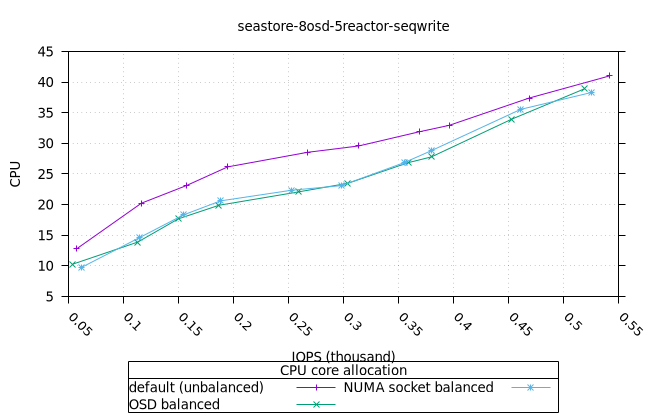 seastore-8osd-5reactor-seqwrite
45
40
35
30
25
20
15
10
5
CPU
0.05 0.1 0.15 0.2 0.25 0.3 0.35 0.4 0.45 0.5 0.55
IOPS (thousand)
CPU core allocation
default (unbalanced) NUMA socket balanced
OSD balanced